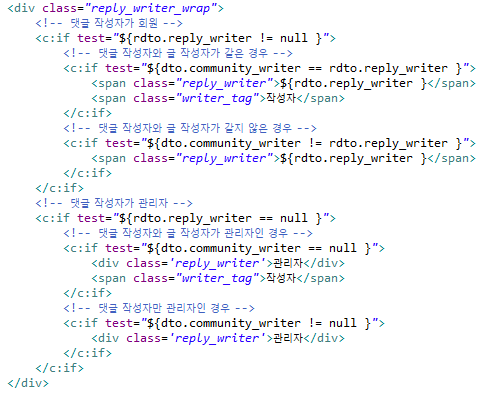 <div class="reply_writer_wrap">
    <!-- 댓글 작성자가 회원 -->
    <c:if test="${rdto.reply_writer != null }">
        <!-- 댓글 작성자와 글 작성자가 같은 경우 -->
        <c:if test="${dto.community_writer == rdto.reply_writer }">
            <span class="reply_writer">${rdto.reply_writer }</span>
            <span class="writer_tag">작성자</span>
        </c:if>
        <!-- 댓글 작성자와 글 작성자가 같지 않은 경우 -->
        <c:if test="${dto.community_writer != rdto.reply_writer }">
            <span class="reply_writer">${rdto.reply_writer }</span>
        </c:if>
    </c:if>
    <!-- 댓글 작성자가 관리자 -->
    <c:if test="${rdto.reply_writer == null }">
        <!-- 댓글 작성자와 글 작성자가 관리자인 경우 -->
        <c:if test="${dto.community_writer == null }">
            <div class='reply_writer'>관리자</div>
            <span class="writer_tag">작성자</span>
        </c:if>
        <!-- 댓글 작성자만 관리자인 경우 -->
        <c:if test="${dto.community_writer != null }">
            <div class='reply_writer'>관리자</div>
        </c:if>
    </c:if>
</div>